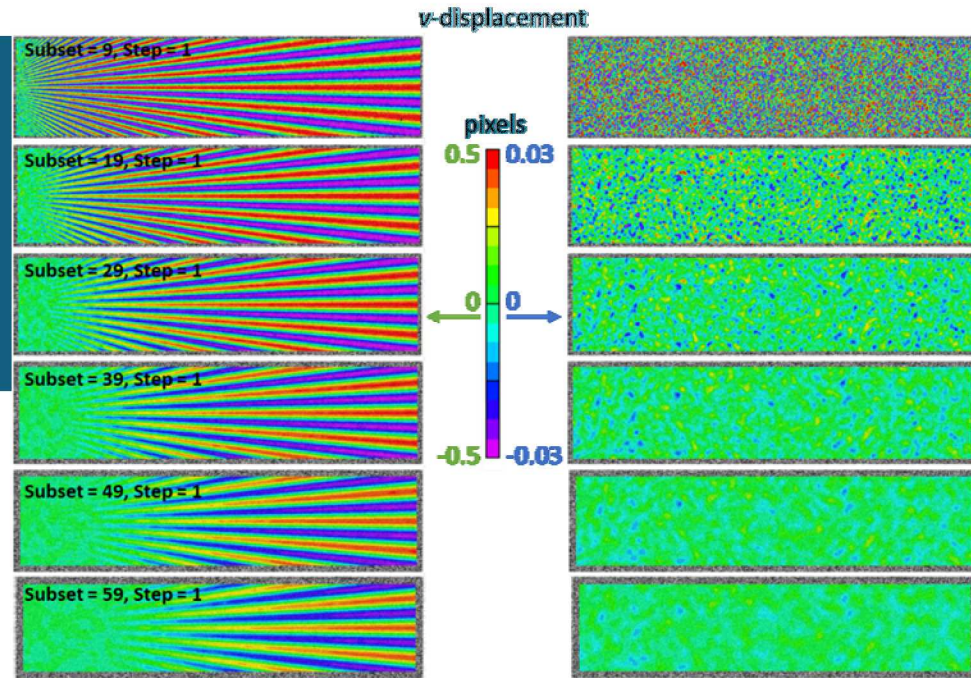 v-displacement
Subset = 9, Step = 1
pixels
0.5 0.03
Subset = 19, Step = 1
Subset = 29, Step = 1
0 0
Subset = 39, Step = 1
-0.5 -0.03
Subset = 49, Step = 1
Subset = 59, Step = 1